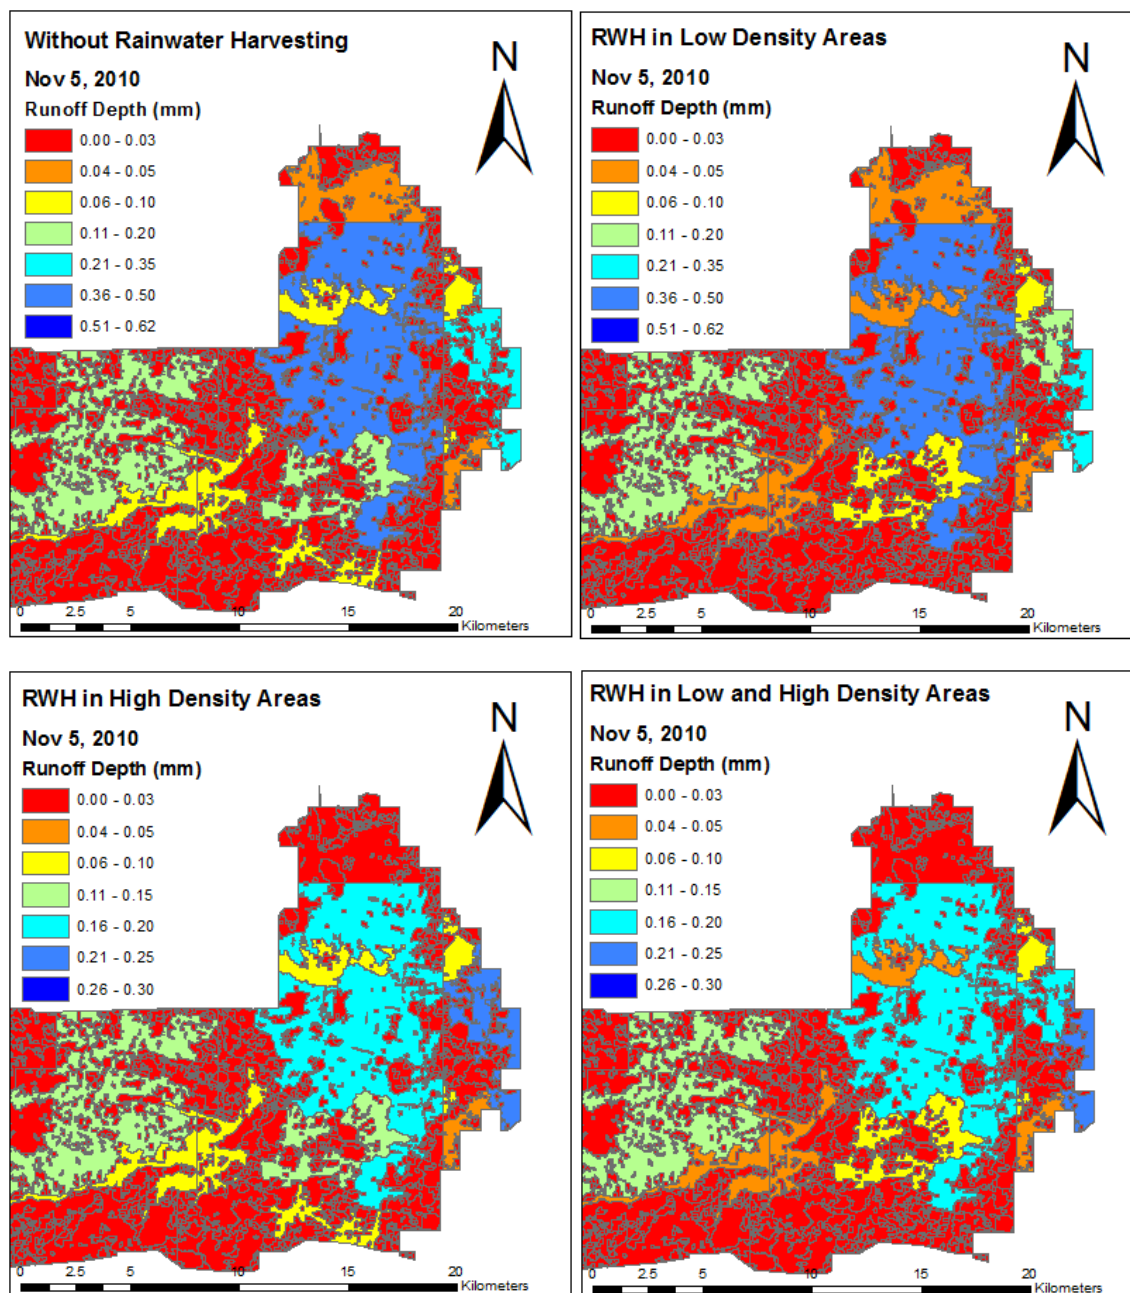 Without Rainwater Harvesting
N
Nov 5, 2010
Runoff Depth (mm)
0.00 - 0.03
0.04 - 0.05
0.06 - 0.10
0.11 - 0.20
0.21 - 0.35
0.36 - 0.50
0.51 - 0.62
0 2.5 5 10 15 20
Kilometers
RWH in Low Density Areas
N
Nov 5, 2010
Runoff Depth (mm)
0.00 - 0.03
0.04 - 0.05
0.06 - 0.10
0.11 - 0.20
0.21 - 0.35
0.36 - 0.50
0.51 - 0.62
0 2.5 5 10 15 20
Kilometers
RWH in High Density Areas
N
Nov 5, 2010
Runoff Depth (mm)
0.00 - 0.03
0.04 - 0.05
0.06 - 0.10
0.11 - 0.15
0.16 - 0.20
0.21 - 0.25
0.26 - 0.30
0 2.5 5 10 15 20
Kilometers
RWH in Low and High Density Areas
N
Nov 5, 2010
Runoff Depth (mm)
0.00 - 0.03
0.04 - 0.05
0.06 - 0.10
0.11 - 0.15
0.16 - 0.20
0.21 - 0.25
0.26 - 0.30
0 2.5 5 10 15 20
Kilometers